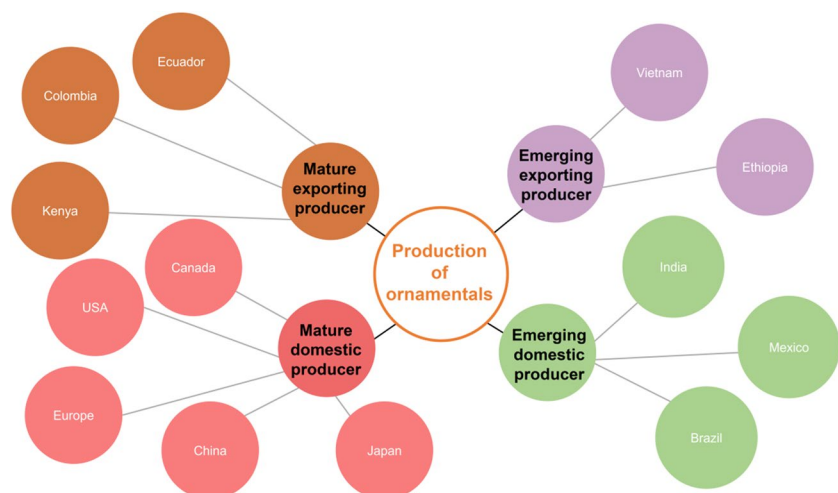 Ecuador
Colombia
Kenya
Mature
exporting
producer
Vietnam
Ethiopia
Emerging
exporting
producer
Production
of
ornamentals
Canada
USA
Europe
China
Japan
Mature
domestic
producer
India
Mexico
Brazil
Emerging
domestic
producer